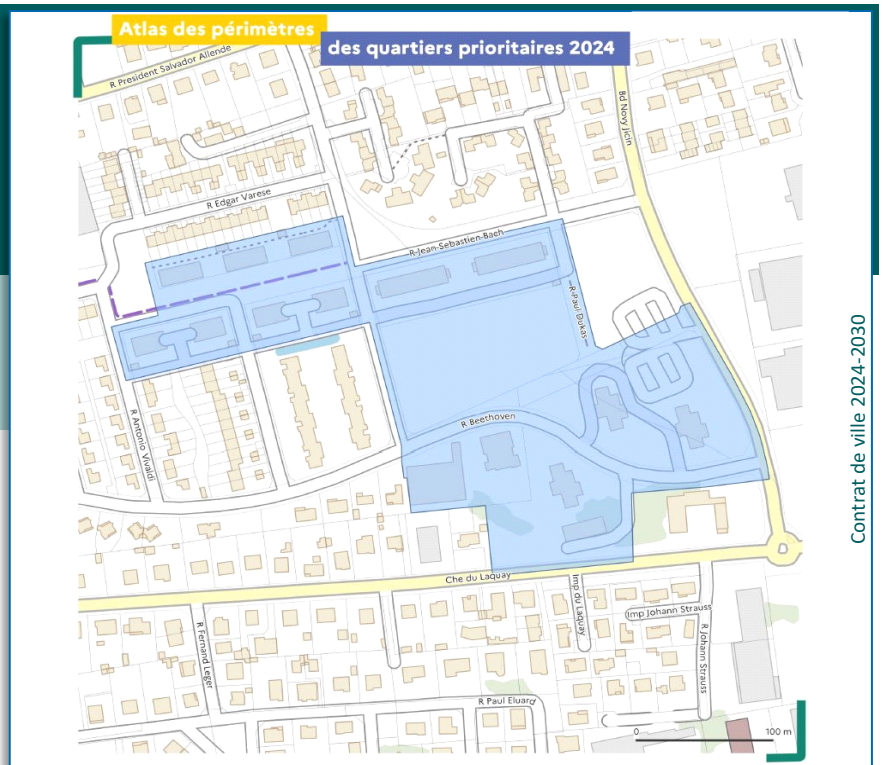 Atlas des périmètres
des quartiers prioritaires 2024
R President Salvador Allende
Bd Novy Jicin
R Edgar Varese
R Jean-Sebastien-Bach
R Paul Dukas
R Beethoven
R Antonio Vivaldi
Contrat de ville 2024-2030
Che du Laquay
Imp du Laquay
Imp Johann Strauss
R Johann Strauss
R Fernand Leger
R Paul Eluard
0 100 m